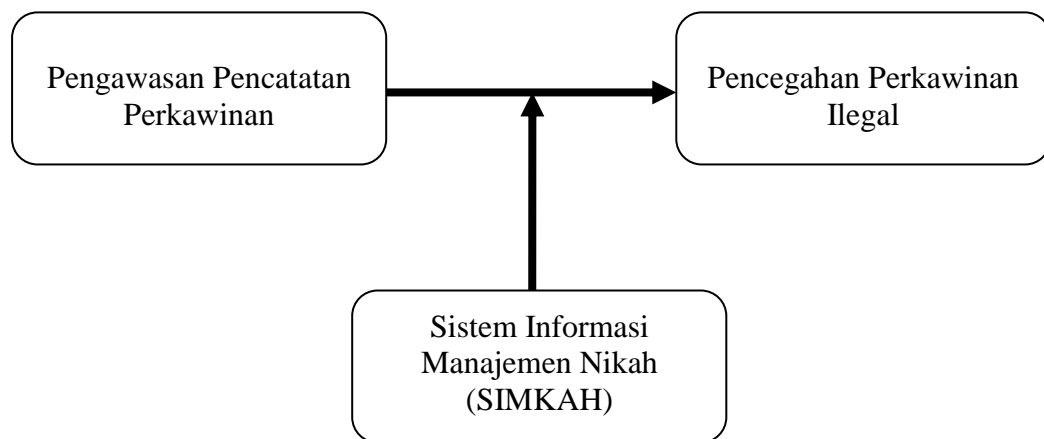 Pengawasan Pencatatan
Perkawinan
Pencegahan Perkawinan
Ilegal
Sistem Informasi
Manajemen Nikah
(SIMKAH)